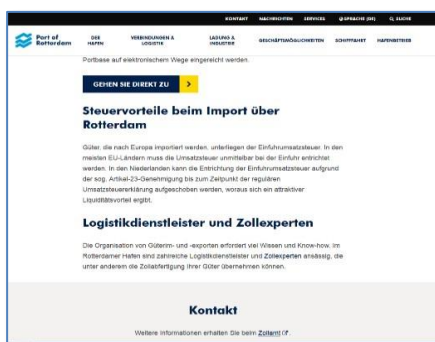 KONTAKT NACHRICHTEN SERVICES SPRACHE (DE) SUCHE
Port of Rotterdam
DER HAFEN
VERBINDUNGEN & LOGISTIK
LADUNG & INDUSTRIE
GESCHÄFTSMÖGLICHKEITEN
SCHIFFFAHRT
HAFENBETRIEB
Portbase auf elektronischem Wege eingereicht werden.
GEHEN SIE DIREKT ZU >
Steuervorteile beim Import über
Rotterdam
Güter, die nach Europa importiert werden, unterliegen der Einfuhrumsatzsteuer. In den
meisten EU-Ländern muss die Umsatzsteuer unmittelbar bei der Einfuhr entrichtet
werden. In den Niederlanden kann die Entrichtung der Einfuhrumsatzsteuer aufgrund
der sog. Artikel-23-Genehmigung bis zum Zeitpunkt der regulären
Umsatzsteuererklärung aufgeschoben werden, woraus sich ein attraktiver
Liquiditätsvorteil ergibt.
Logistikdienstleister und Zollexperten
Die Organisation von Güterim- und -exporten erfordert viel Wissen und Know-how. Im
Rotterdamer Hafen sind zahlreiche Logistikdienstleister und Zollexperten ansässig, die
unter anderem die Zollabfertigung Ihrer Güter übernehmen können.
Kontakt
Weitere Informationen erhalten Sie beim Zollamt.